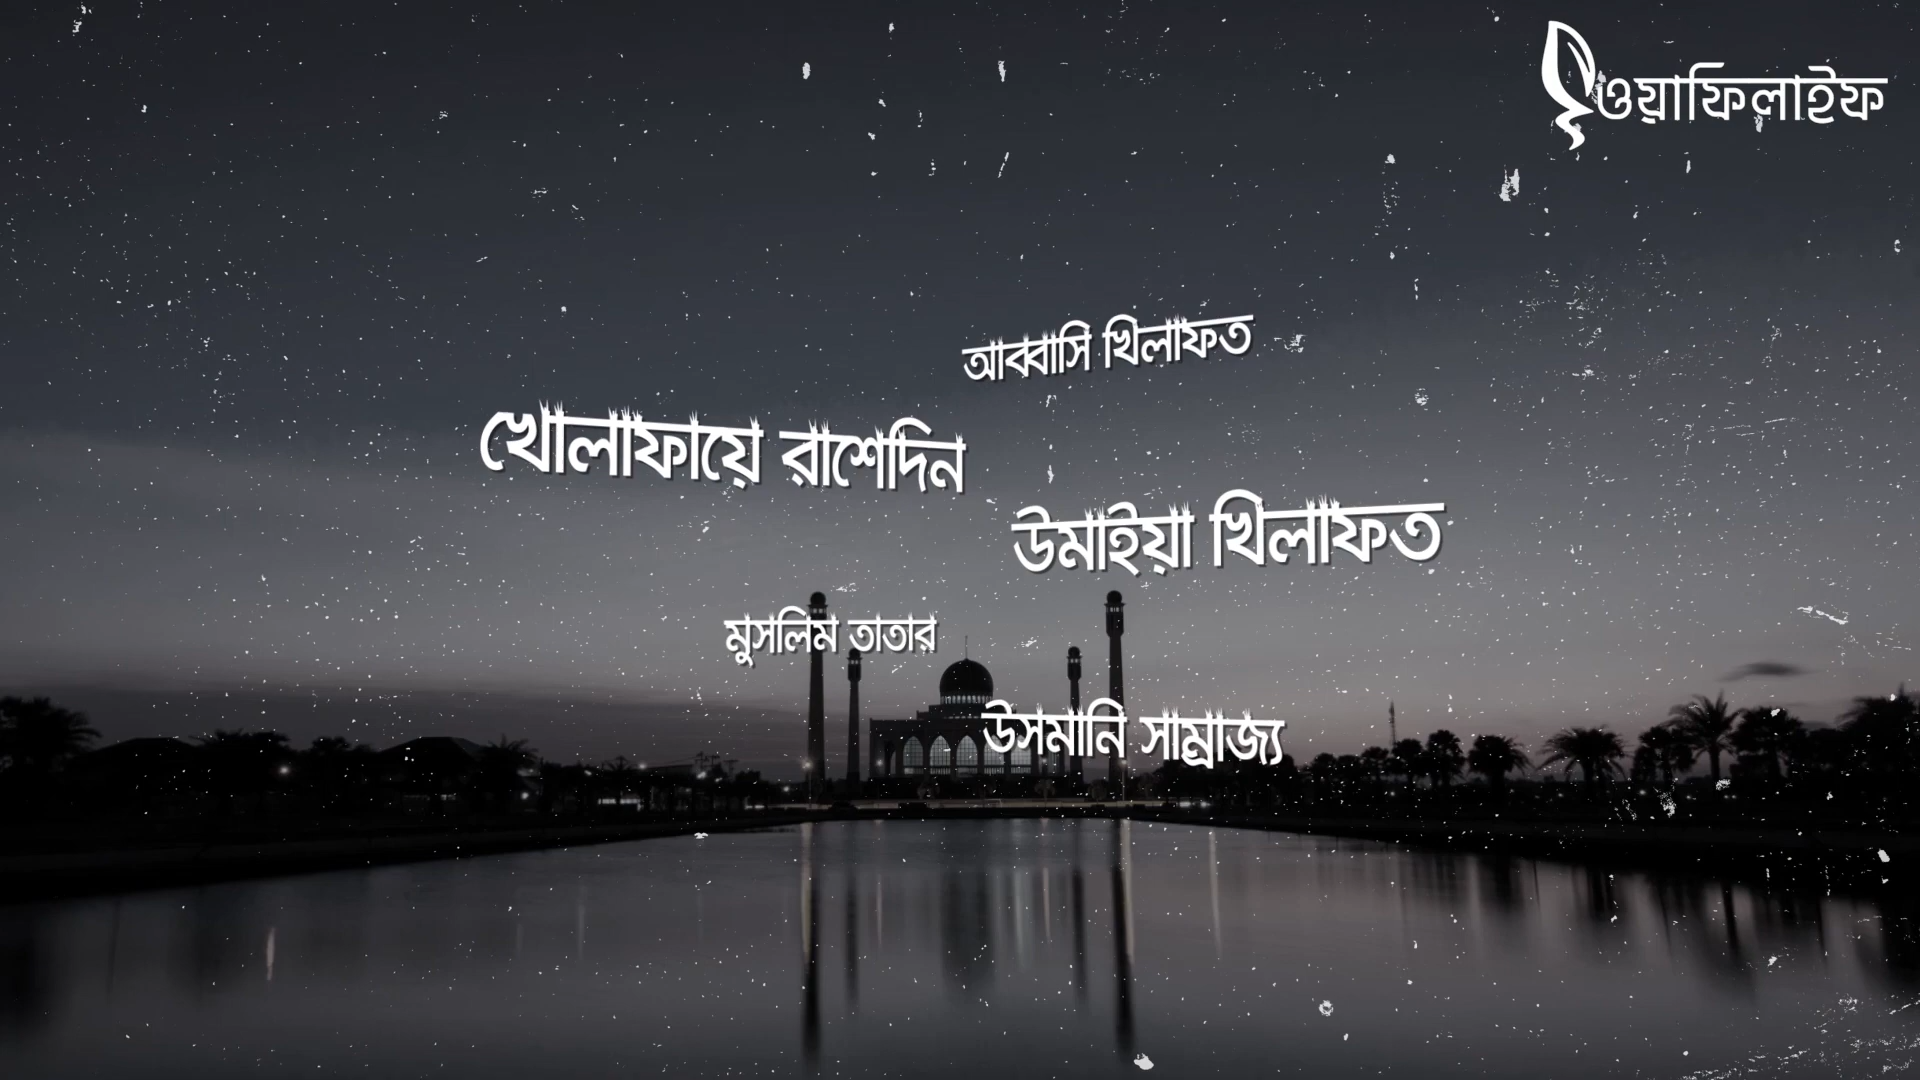 ওয়াফিলাইফ
আব্বাসি খিলাফত
খোলাফায়ে রাশেদিন
উমাইয়া খিলাফত
মুসলিম তাতার
উসমানি সাম্রাজ্য